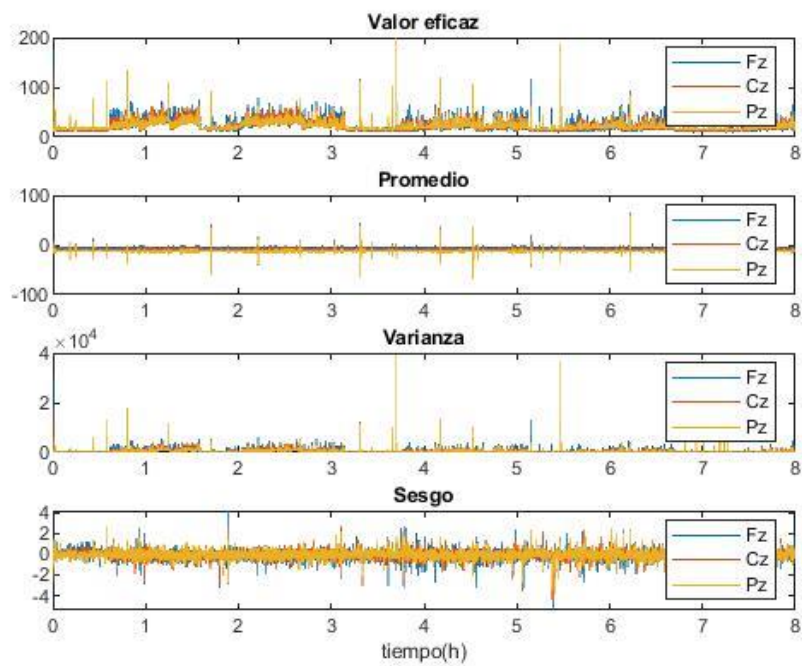 Valor eficaz
200
100
0
Fz
Cz
Pz
0 1 2 3 4 5 6 7 8
Promedio
100
0
-100
Fz
Cz
Pz
0 1 2 3 4 5 6 7 8
Varianza
×10⁴
4
2
0
Fz
Cz
Pz
0 1 2 3 4 5 6 7 8
Sesgo
4
2
0
-2
-4
Fz
Cz
Pz
0 1 2 3 4 5 6 7 8
tiempo(h)